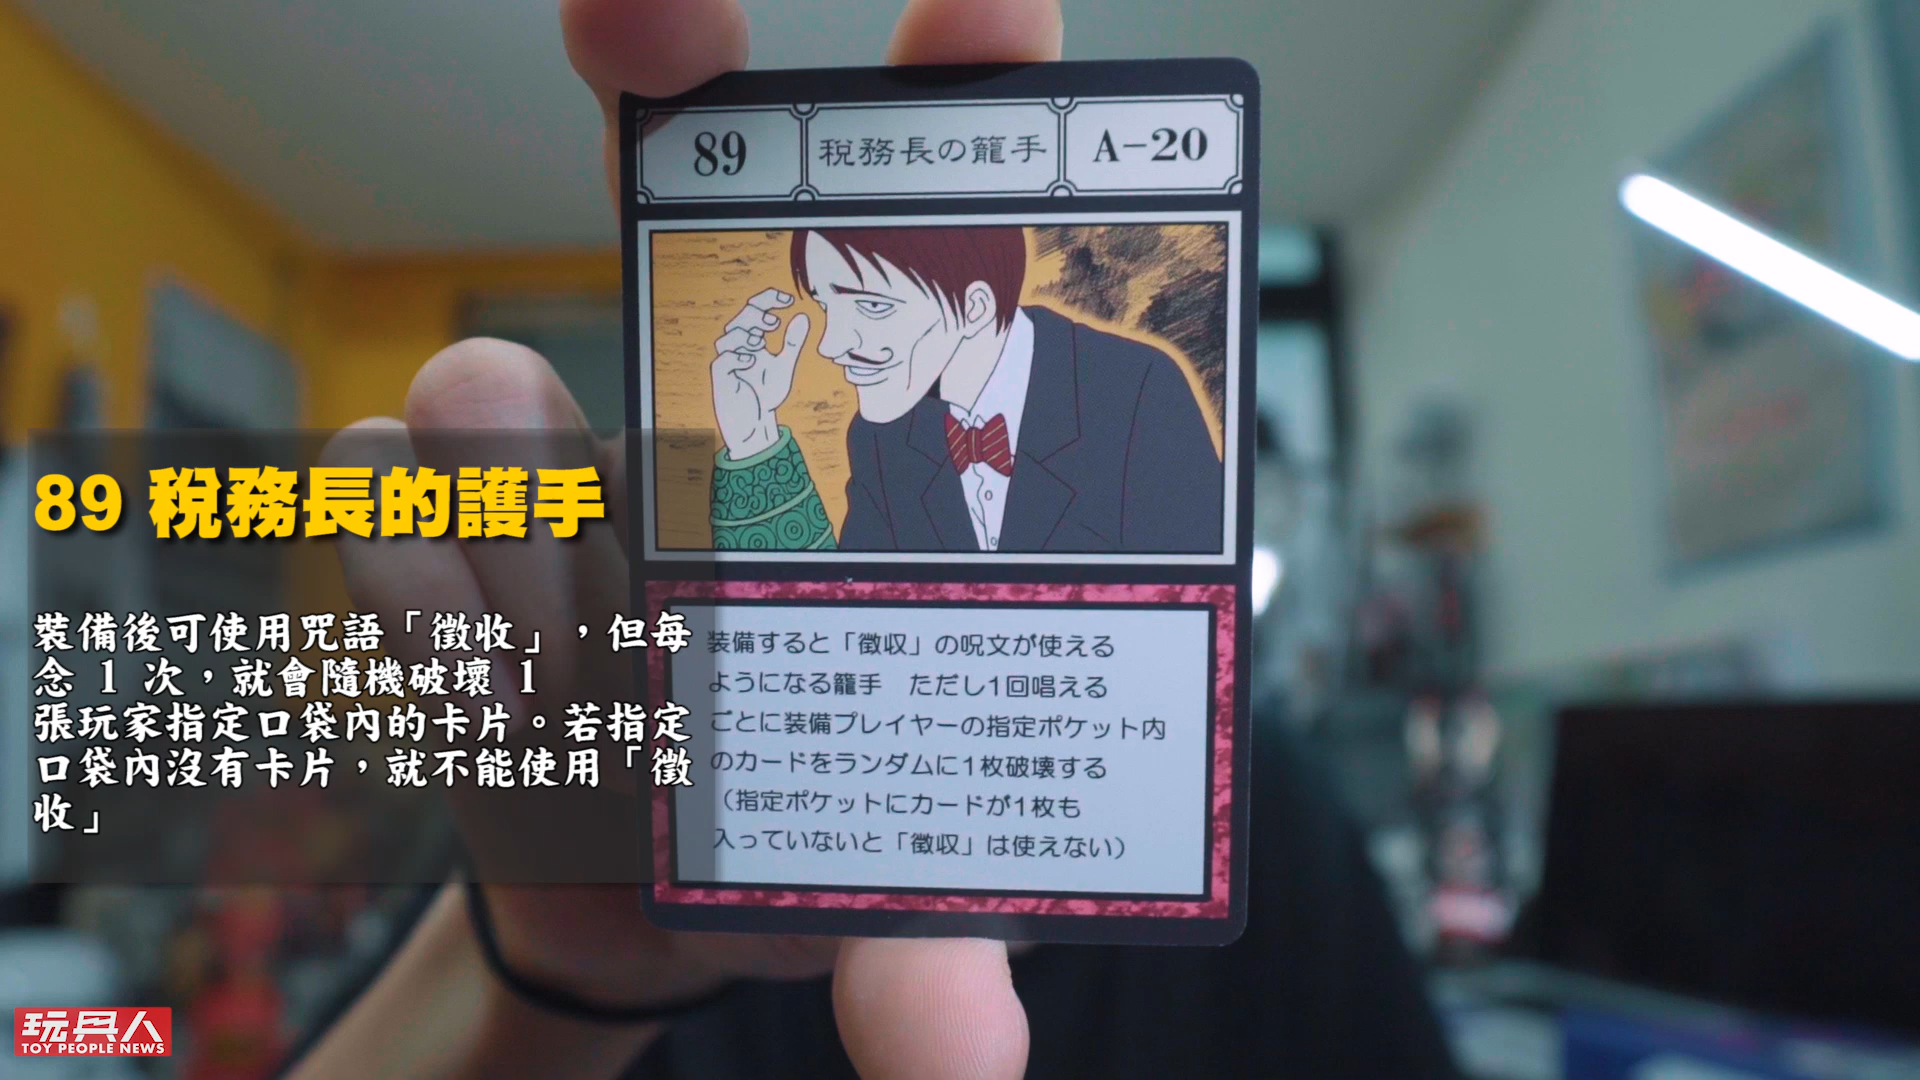 89
税務長の籠手
A-20
89 稅務長的護手
裝備後可使用咒語「徵收」，但每
念 1 次，就會隨機破壞 1
張玩家指定口袋內的卡片。若指定
口袋內沒有卡片，就不能使用「徵
收」
装備すると「徴収」の呪文が使える
ようになる籠手　ただし1回唱える
ごとに装備プレイヤーの指定ポケット内
のカードをランダムに1枚破壊する
（指定ポケットにカードが1枚も
入っていないと「徴収」は使えない）
玩具人
TOY PEOPLE NEWS